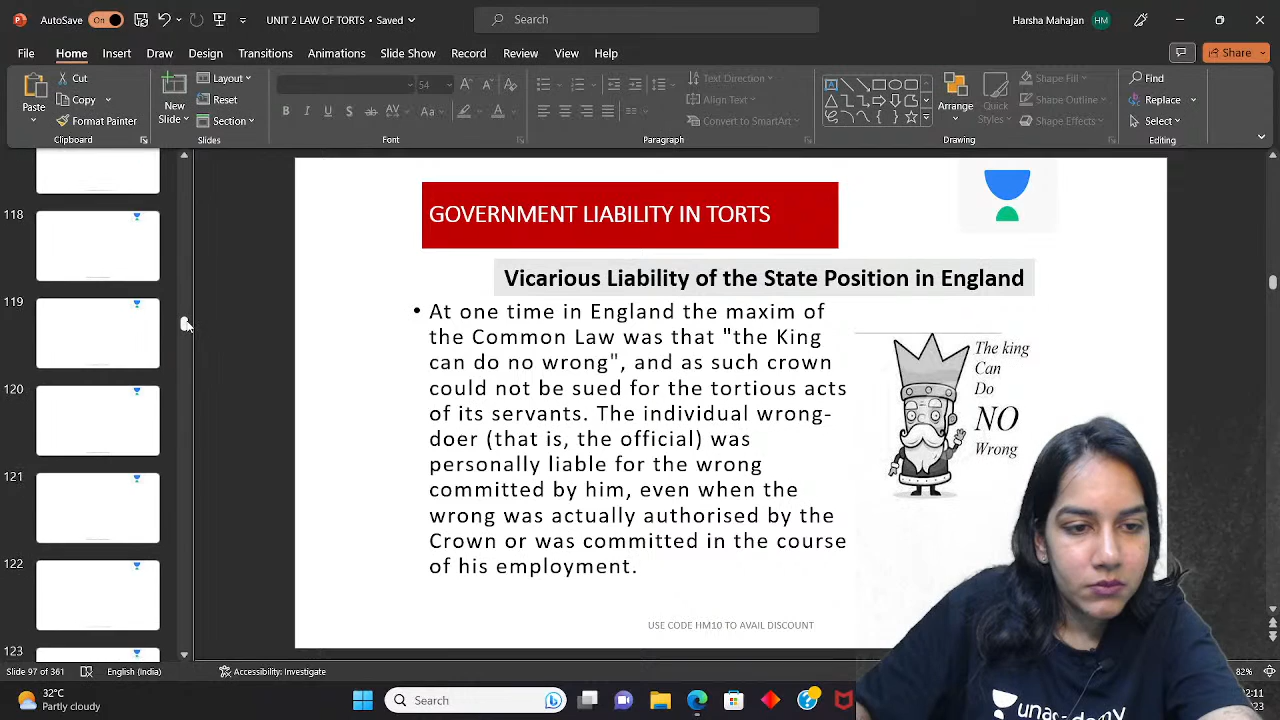 On
UNIT 2 LAW OF TORTS • Saved
Search
Harsha Manan
HM
File
Home
Insert
Draw
Design
Transitions
Animations
Slide Show
Record
Review
View
Help
Share
Paste
Cut
Copy
Format Painter
Clipboard
New
Slide
Layout
Reset
Section
Slides
54
B I U S ab AV Aa A
Font
Text Direction
Align Text
Convert to SmartArt
Paragraph
Arrange
Quick
Styles
Shape Fill
Shape Outline
Shape Effects
Drawing
Find
Replace
Select
Editing
118
119
120
121
122
123
GOVERNMENT LIABILITY IN TORTS
Vicarious Liability of the State Position in England
• At one time in England the maxim of
the Common Law was that "the King
can do no wrong", and as such crown
could not be sued for the tortious acts
of its servants. The individual wrong-
doer (that is, the official) was
personally liable for the wrong
committed by him, even when the
wrong was actually authorised by the
Crown or was committed in the course
of his employment.
The king
Can
Do
NO
Wrong
USE CODE HM10 TO AVAIL DISCOUNT
unacademy
Slide 97 of 361
English (India)
Accessibility: Investigate
82%
32°C
Partly cloudy
Search